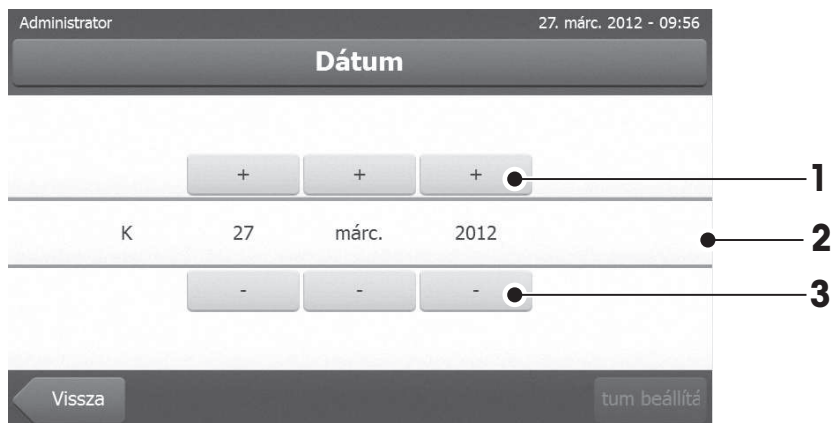 Administrator 27. márc. 2012 - 09:56
Dátum
+ + + 1
K 27 márc. 2012 2
- - - 3
Vissza tum beállítá